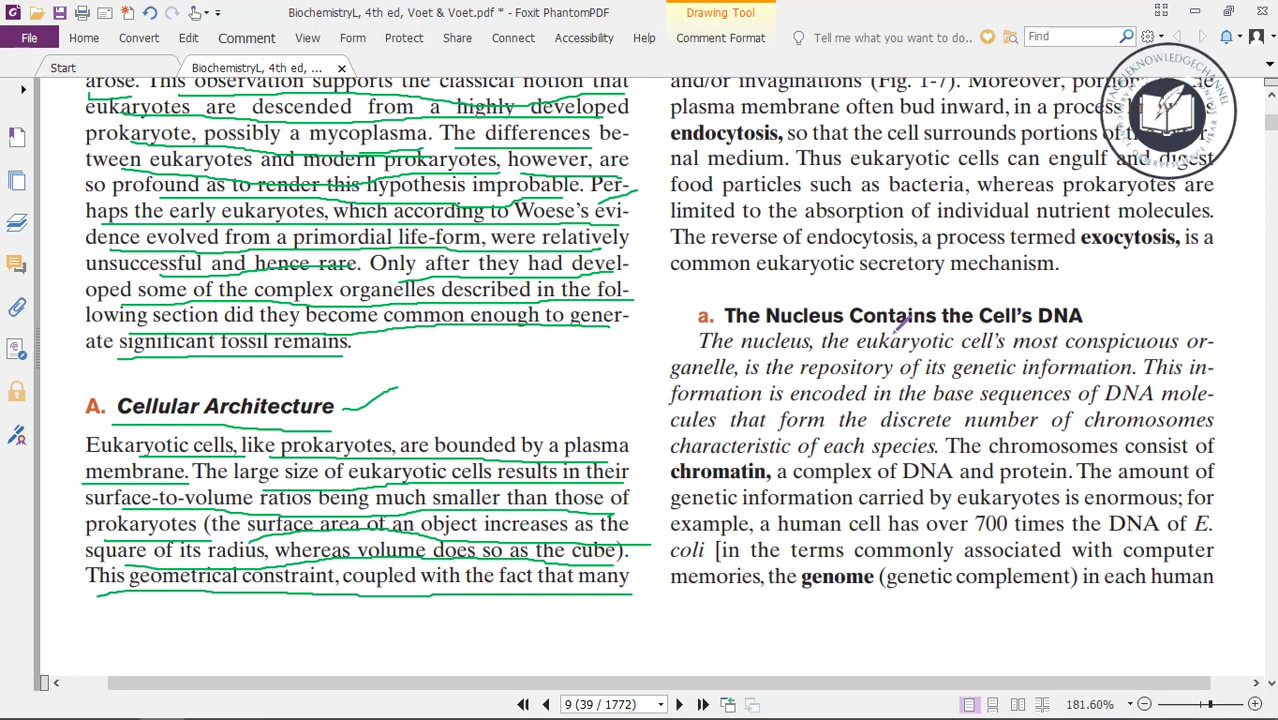 BiochemistryL, 4th ed, Voet & Voet.pdf * - Foxit PhantomPDF
Drawing Tool
File
Home
Convert
Edit
Comment
View
Form
Protect
Share
Connect
Accessibility
Help
Comment Format
Tell me what you want to do..
Find
Start
BiochemistryL, 4th ed, ...
arose. This observation supports the classical notion that
eukaryotes are descended from a highly developed
prokaryote, possibly a mycoplasma. The differences be-
tween eukaryotes and modern prokaryotes, however, are
so profound as to render this hypothesis improbable. Per-
haps the early eukaryotes, which according to Woese's evi-
dence evolved from a primordial life-form, were relatively
unsuccessful and hence rare. Only after they had devel-
oped some of the complex organelles described in the fol-
lowing section did they become common enough to gener-
ate significant fossil remains.
A. Cellular Architecture
Eukaryotic cells, like prokaryotes, are bounded by a plasma
membrane. The large size of eukaryotic cells results in their
surface-to-volume ratios being much smaller than those of
prokaryotes (the surface area of an object increases as the
square of its radius, whereas volume does so as the cube).
This geometrical constraint, coupled with the fact that many
and/or invaginations (Fig. 1-7). Moreover, por
plasma membrane often bud inward, in a process
endocytosis, so that the cell surrounds portions of
nal medium. Thus eukaryotic cells can engulf and digest
food particles such as bacteria, whereas prokaryotes are
limited to the absorption of individual nutrient molecules.
The reverse of endocytosis, a process termed exocytosis, is a
common eukaryotic secretory mechanism.
a. The Nucleus Contains the Cell's DNA
The nucleus, the eukaryotic cell's most conspicuous or-
ganelle, is the repository of its genetic information. This in-
formation is encoded in the base sequences of DNA mole-
cules that form the discrete number of chromosomes
characteristic of each species. The chromosomes consist of
chromatin, a complex of DNA and protein. The amount of
genetic information carried by eukaryotes is enormous; for
example, a human cell has over 700 times the DNA of E.
coli [in the terms commonly associated with computer
memories, the genome (genetic complement) in each human
9 (39 / 1772)
181.60%